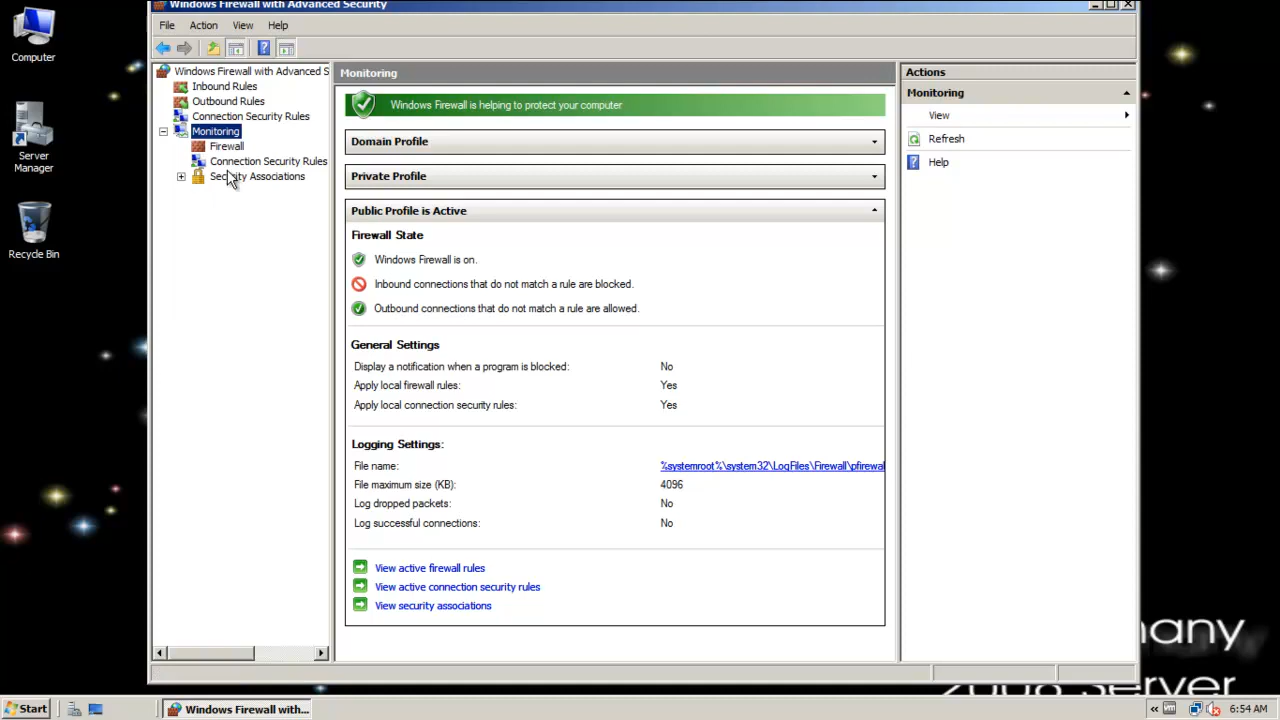 Windows Firewall with Advanced Security
File Action View Help
Computer
Server
Manager
Recycle Bin
Windows Firewall with Advanced S
Inbound Rules
Outbound Rules
Connection Security Rules
Monitoring
Firewall
Connection Security Rules
Security Associations
Monitoring
Windows Firewall is helping to protect your computer
Domain Profile
Private Profile
Public Profile is Active
Firewall State
Windows Firewall is on.
Inbound connections that do not match a rule are blocked.
Outbound connections that do not match a rule are allowed.
General Settings
Display a notification when a program is blocked: No
Apply local firewall rules: Yes
Apply local connection security rules: Yes
Logging Settings:
File name: %systemroot%\system32\LogFiles\Firewall\pfirewal
File maximum size (KB): 4096
Log dropped packets: No
Log successful connections: No
View active firewall rules
View active connection security rules
View security associations
Actions
Monitoring
View
Refresh
Help
any
2008 Server
Start
Windows Firewall with...
6:54 AM